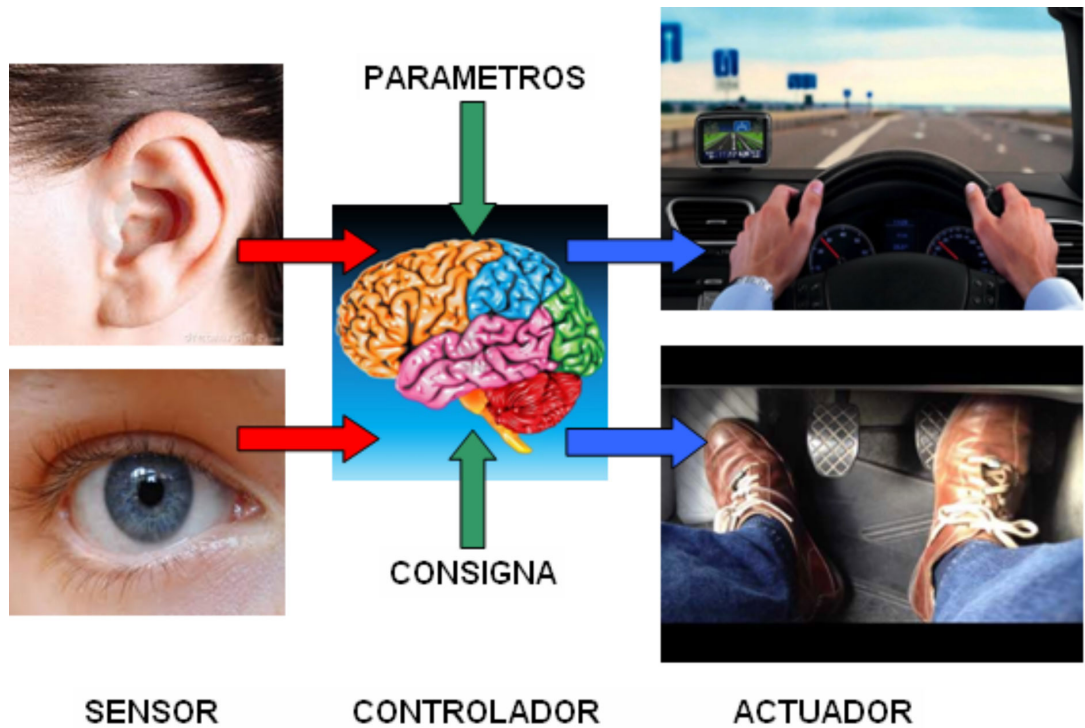 PARAMETROS
CONSIGNA
SENSOR
CONTROLADOR
ACTUADOR